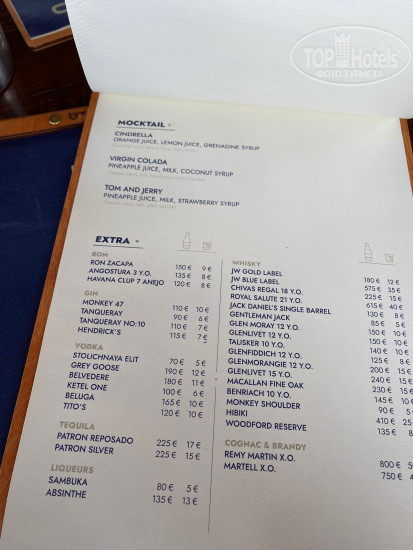 TOPHotels
ФОТО ТУРИСТА
MOCKTAIL
CINDRELLA
ORANGE JUICE, LEMON JUICE, GRENADINE SYRUP
VIRGIN COLADA
PINEAPPLE JUICE, MILK, COCONUT SYRUP
TOM AND JERRY
PINEAPPLE JUICE, MILK, STRAWBERRY SYRUP
EXTRA
ROM
RON ZACAPA 150 € 9 €
ANGOSTURA 3 Y.O. 135 € 8 €
HAVANA CLUP 7 ANEJO 120 € 8 €
GIN
MONKEY 47 110 € 10 €
TANQUERAY 90 € 6 €
TANQUERAY NO:10 110 € 7 €
HENDRICK'S 115 € 7 €
VODKA
STOLICHNAYA ELIT 70 € 5 €
GREY GOOSE 190 € 12 €
BELVEDERE 180 € 11 €
KETEL ONE 100 € 6 €
BELUGA 165 € 10 €
TITO'S 120 € 10 €
TEQUILA
PATRON REPOSADO 225 € 17 €
PATRON SILVER 225 € 15 €
LIQUEURS
SAMBUKA 80 € 5 €
ABSINTHE 135 € 13 €
WHISKY
JW GOLD LABEL 180 € 12 €
JW BLUE LABEL 575 € 35 €
CHIVAS REGAL 18 Y.O. 225 € 15 €
ROYAL SALUTE 21 Y.O. 615 € 40 €
JACK DANIEL'S SINGLE BARREL 130 € 8 €
GENTLEMAN JACK 85 € 5 €
GLEN MORAY 12 Y.O. 130 € 8 €
GLENLIVET 12 Y.O. 150 €
TALISKER 10 Y.O. 140 €
GLENFIDDICH 12 Y.O. 125 €
GLENMORANGIE 12 Y.O. 200 €
GLENLIVET 15 Y.O. 230 € 15
MACALLAN FINE OAK 240 € 15
BENRIACH 10 Y.O. 230 €
MONKEY SHOULDER 145 €
HIBIKI 90 € 5
WOODFORD RESERVE 410 € 25
135 € 8
COGNAC & BRANDY
REMY MARTIN X.O. 800 €
MARTELL X.O. 750 €